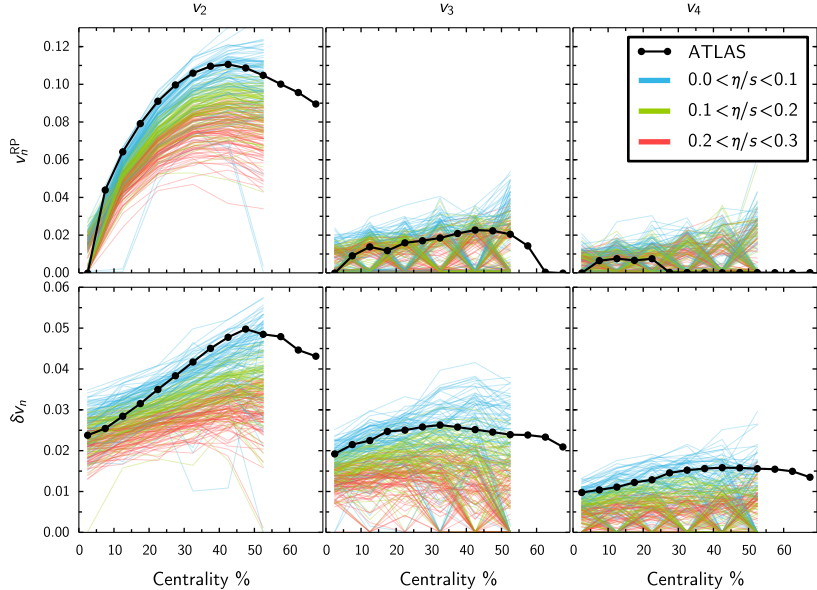 v2 v3 v4
0.12
0.10
0.08
0.06
0.04
0.02
0.00
vnRP
ATLAS
0.0<η/s<0.1
0.1<η/s<0.2
0.2<η/s<0.3
0.06
0.05
0.04
0.03
0.02
0.01
0.00
δvn
0 10 20 30 40 50 60 0 10 20 30 40 50 60 0 10 20 30 40 50 60
Centrality % Centrality % Centrality %